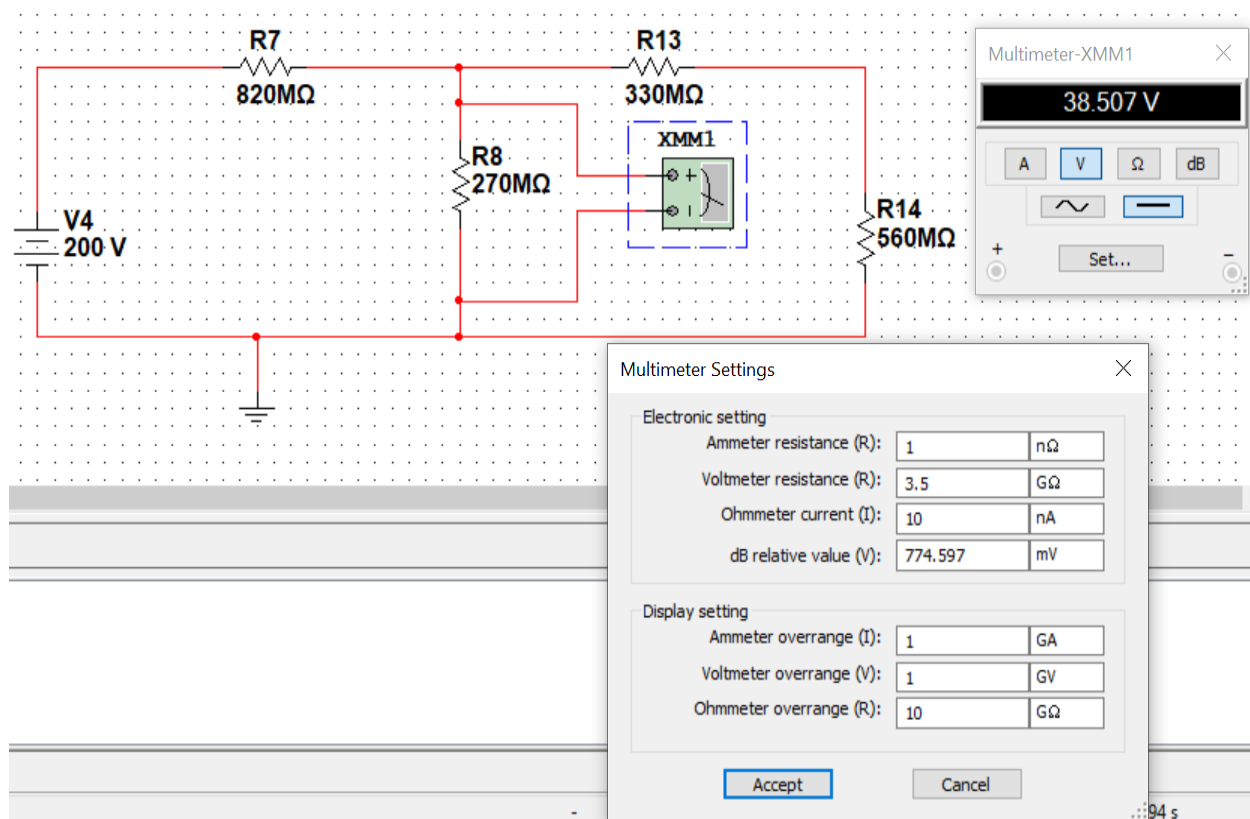 R7
820MΩ
R13
330MΩ
XMM1
R8
270MΩ
V4
200 V
R14
560MΩ
Multimeter-XMM1
38.507 V
A V Ω dB
+ −
Set...
Multimeter Settings
Electronic setting
Ammeter resistance (R): 1 nΩ
Voltmeter resistance (R): 3.5 GΩ
Ohmmeter current (I): 10 nA
dB relative value (V): 774.597 mV
Display setting
Ammeter overrange (I): 1 GA
Voltmeter overrange (V): 1 GV
Ohmmeter overrange (R): 10 GΩ
Accept Cancel
- 94 s